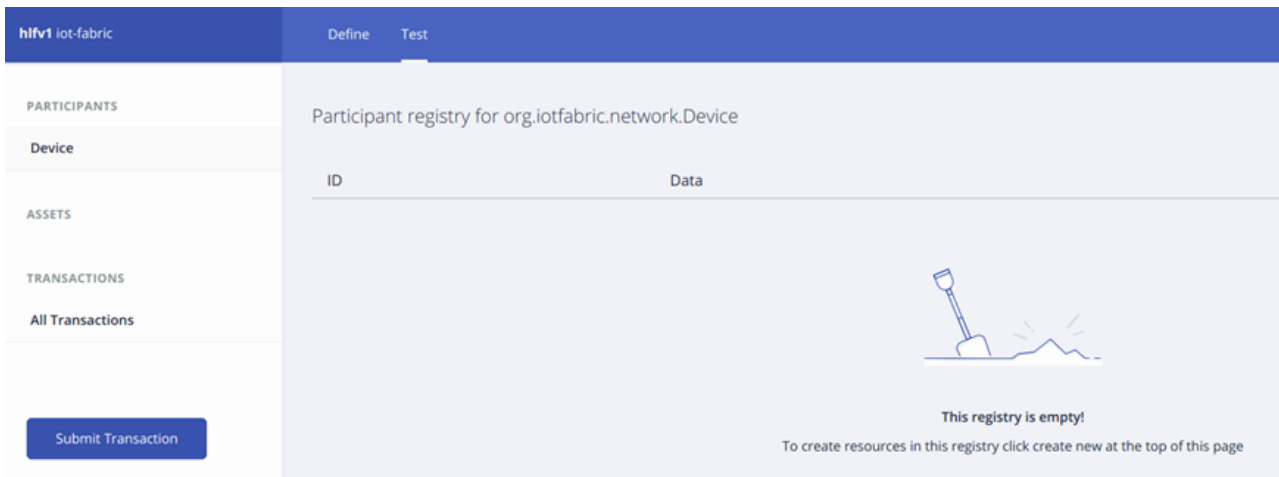 hlfv1 iot-fabric
Define Test
PARTICIPANTS
Device
ASSETS
TRANSACTIONS
All Transactions
Submit Transaction
Participant registry for org.iotfabric.network.Device
ID Data
This registry is empty!
To create resources in this registry click create new at the top of this page